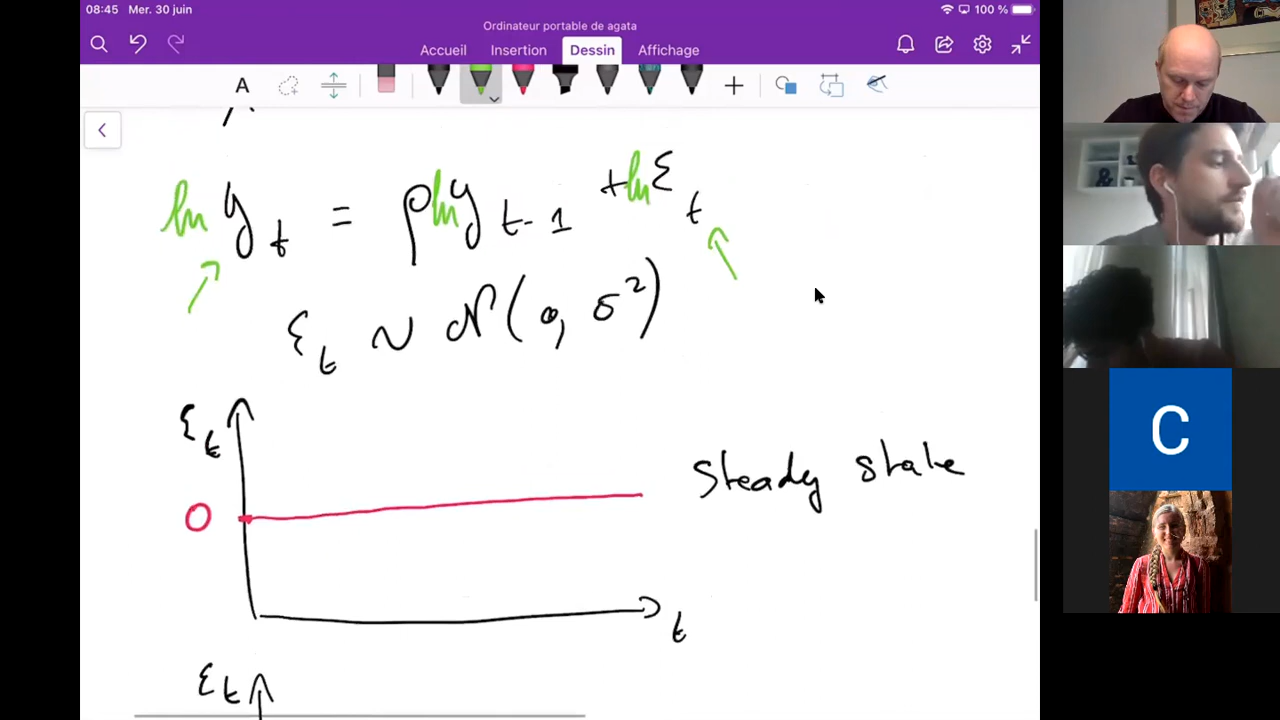 08:45 Mer. 30 juin
100 %
Ordinateur portable de agata
Accueil Insertion Dessin Affichage
A
ln y_t = ρ ln y_{t-1} + ln ε_t
ε_t ~ N(0, σ²)
ε_t
0
Steady state
t
ε_t
C